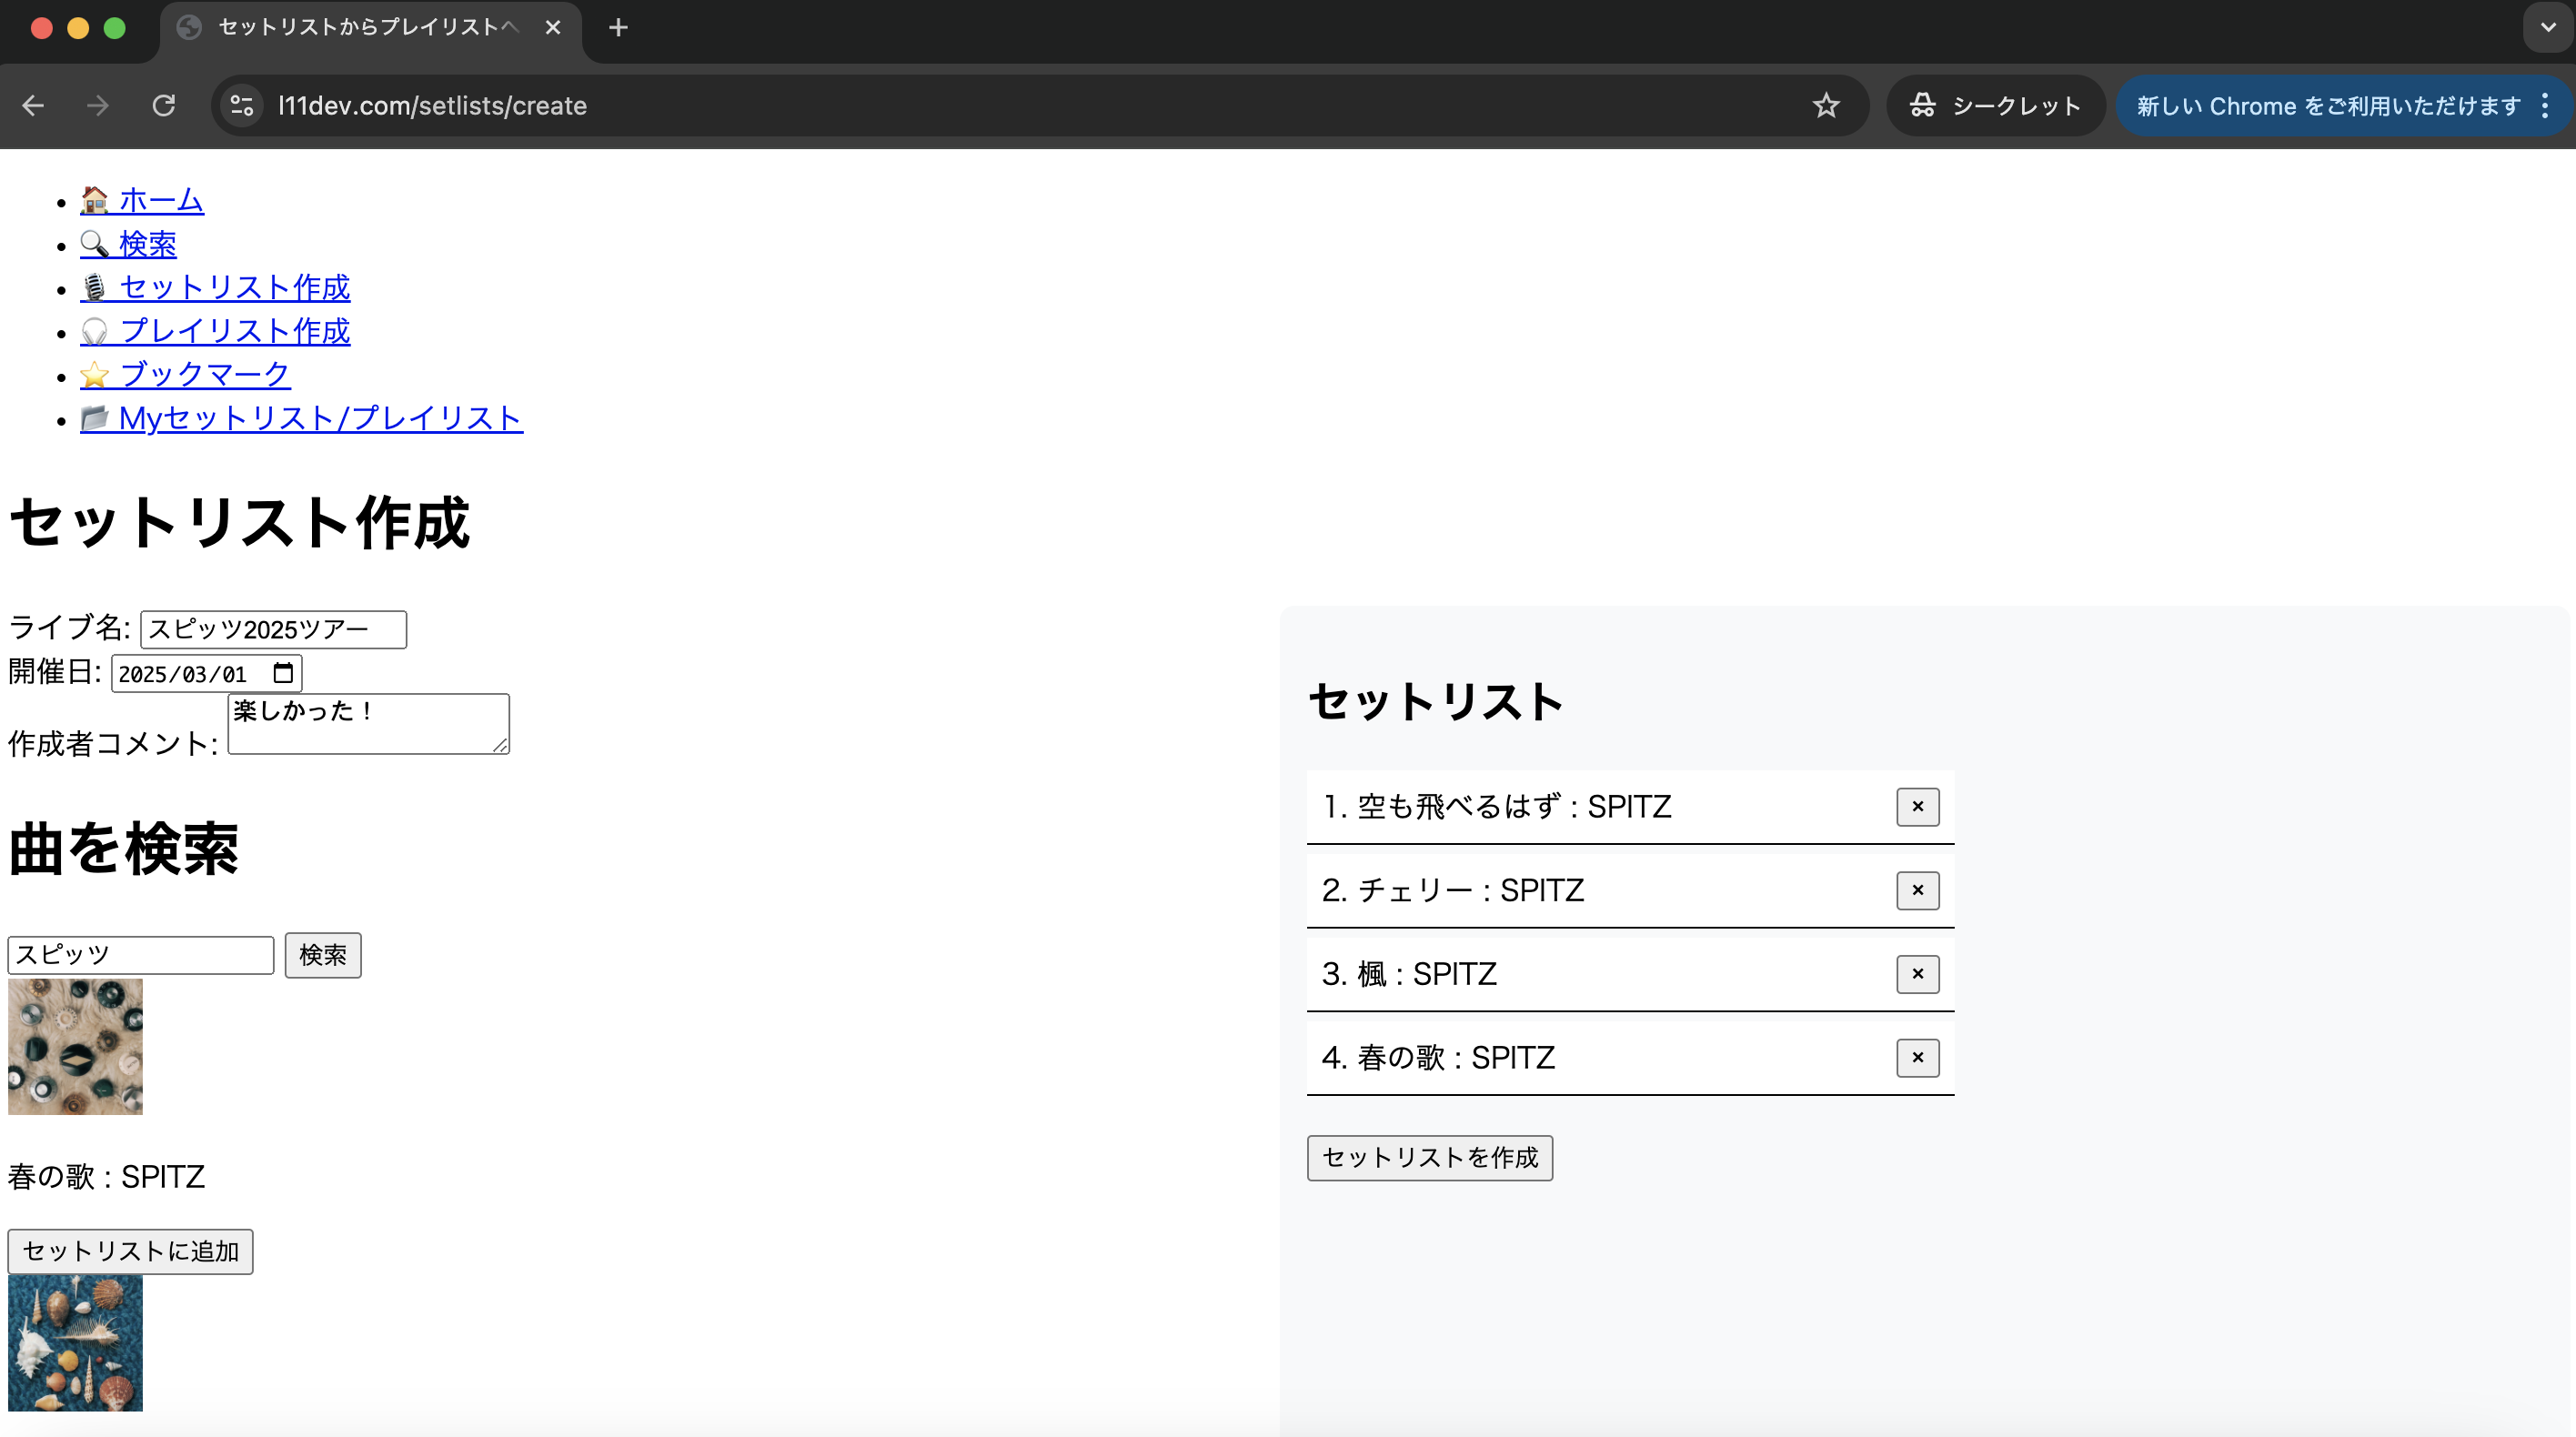 セットリストからプレイリストへ
l11dev.com/setlists/create
シークレット
新しい Chrome をご利用いただけます
ホーム
検索
セットリスト作成
プレイリスト作成
ブックマーク
Myセットリスト/プレイリスト
セットリスト作成
ライブ名: スピッツ2025ツアー
開催日: 2025/03/01
作成者コメント: 楽しかった！
曲を検索
スピッツ 検索
春の歌 : SPITZ
セットリストに追加
セットリスト
1. 空も飛べるはず : SPITZ ×
2. チェリー : SPITZ ×
3. 楓 : SPITZ ×
4. 春の歌 : SPITZ ×
セットリストを作成